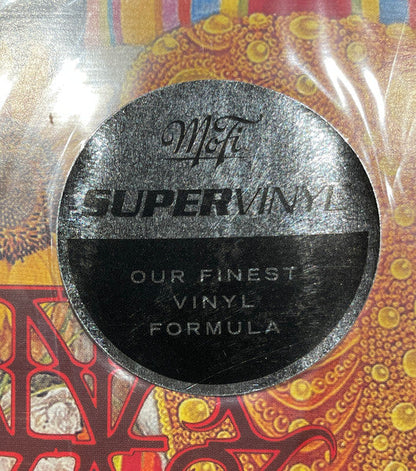 MoFi
SUPERVINYL
OUR FINEST
VINYL
FORMULA